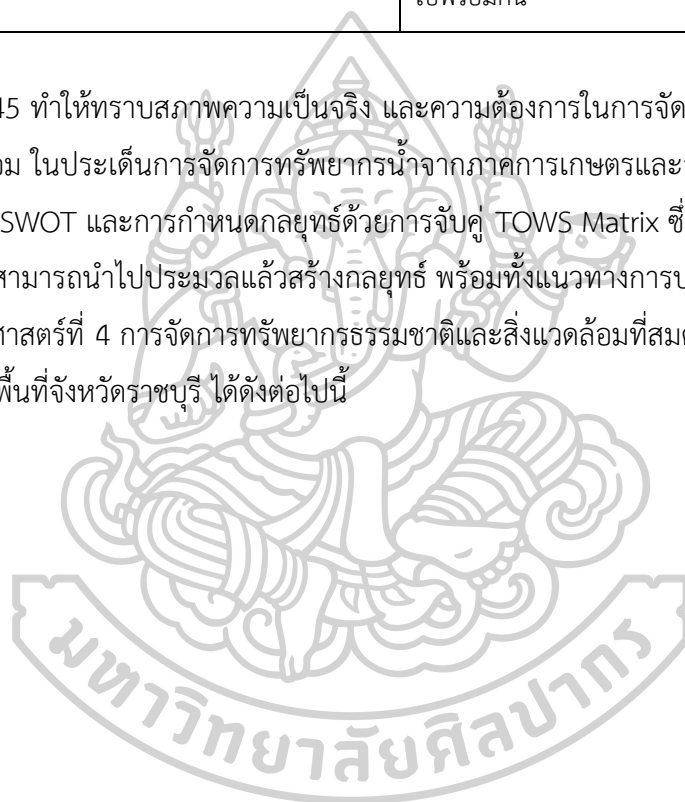 ไปพร้อมกัน
45 ทำให้ทราบสภาพความเป็นจริง และความต้องการในการจัด
ในประเด็นการจัดการทรัพยากรน้ำจากภาคการเกษตรและ
SWOT และการกำหนดกลยุทธ์ด้วยการจับคู่ TOWS Matrix ซึ่
สามารถนำไปประมวลแล้วสร้างกลยุทธ์ พร้อมทั้งแนวทางการ
ศาสตร์ที่ 4 การจัดการทรัพยากรธรรมชาติและสิ่งแวดล้อมที่สม
พื้นที่จังหวัดราชบุรี ได้ดังต่อไปนี้
มหาวิทยาลัยศิลปากร